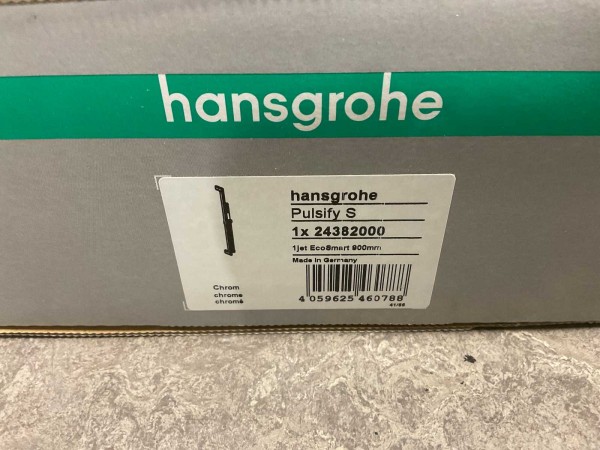 hansgrohe
hansgrohe
Pulsify S
1x 24382000
1jet EcoSmart 900mm
Made in Germany
Chrom
chrome
chromé
4 059625 460788